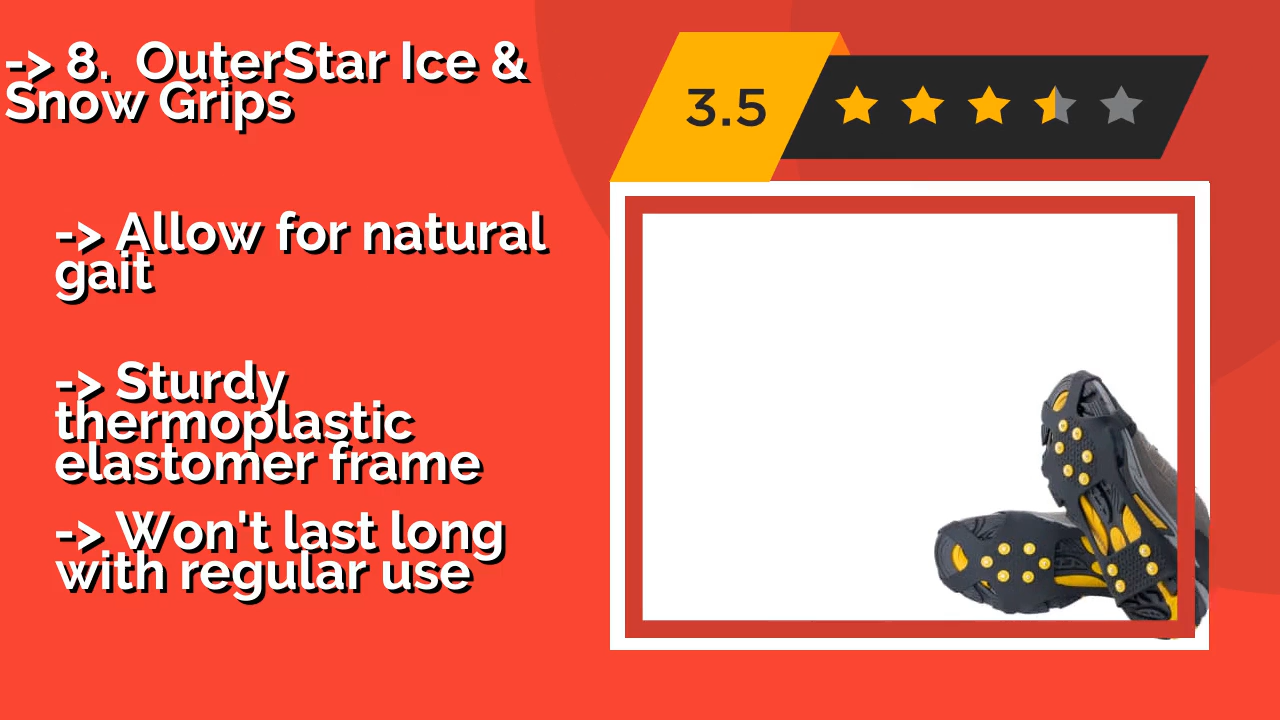 -> 8.  OuterStar Ice &
Snow Grips
3.5
-> Allow for natural
gait
-> Sturdy
thermoplastic
elastomer frame
-> Won't last long
with regular use